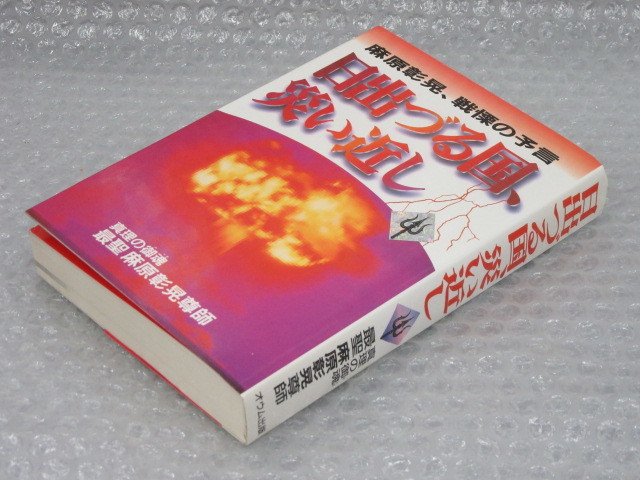 麻原彰晃、戦慄の予言
日出づる国、
災い近し
真理の御魂
最聖麻原彰晃尊師
日出づる国、災い近し
真理の御魂
最聖麻原彰晃尊師
オウム出版